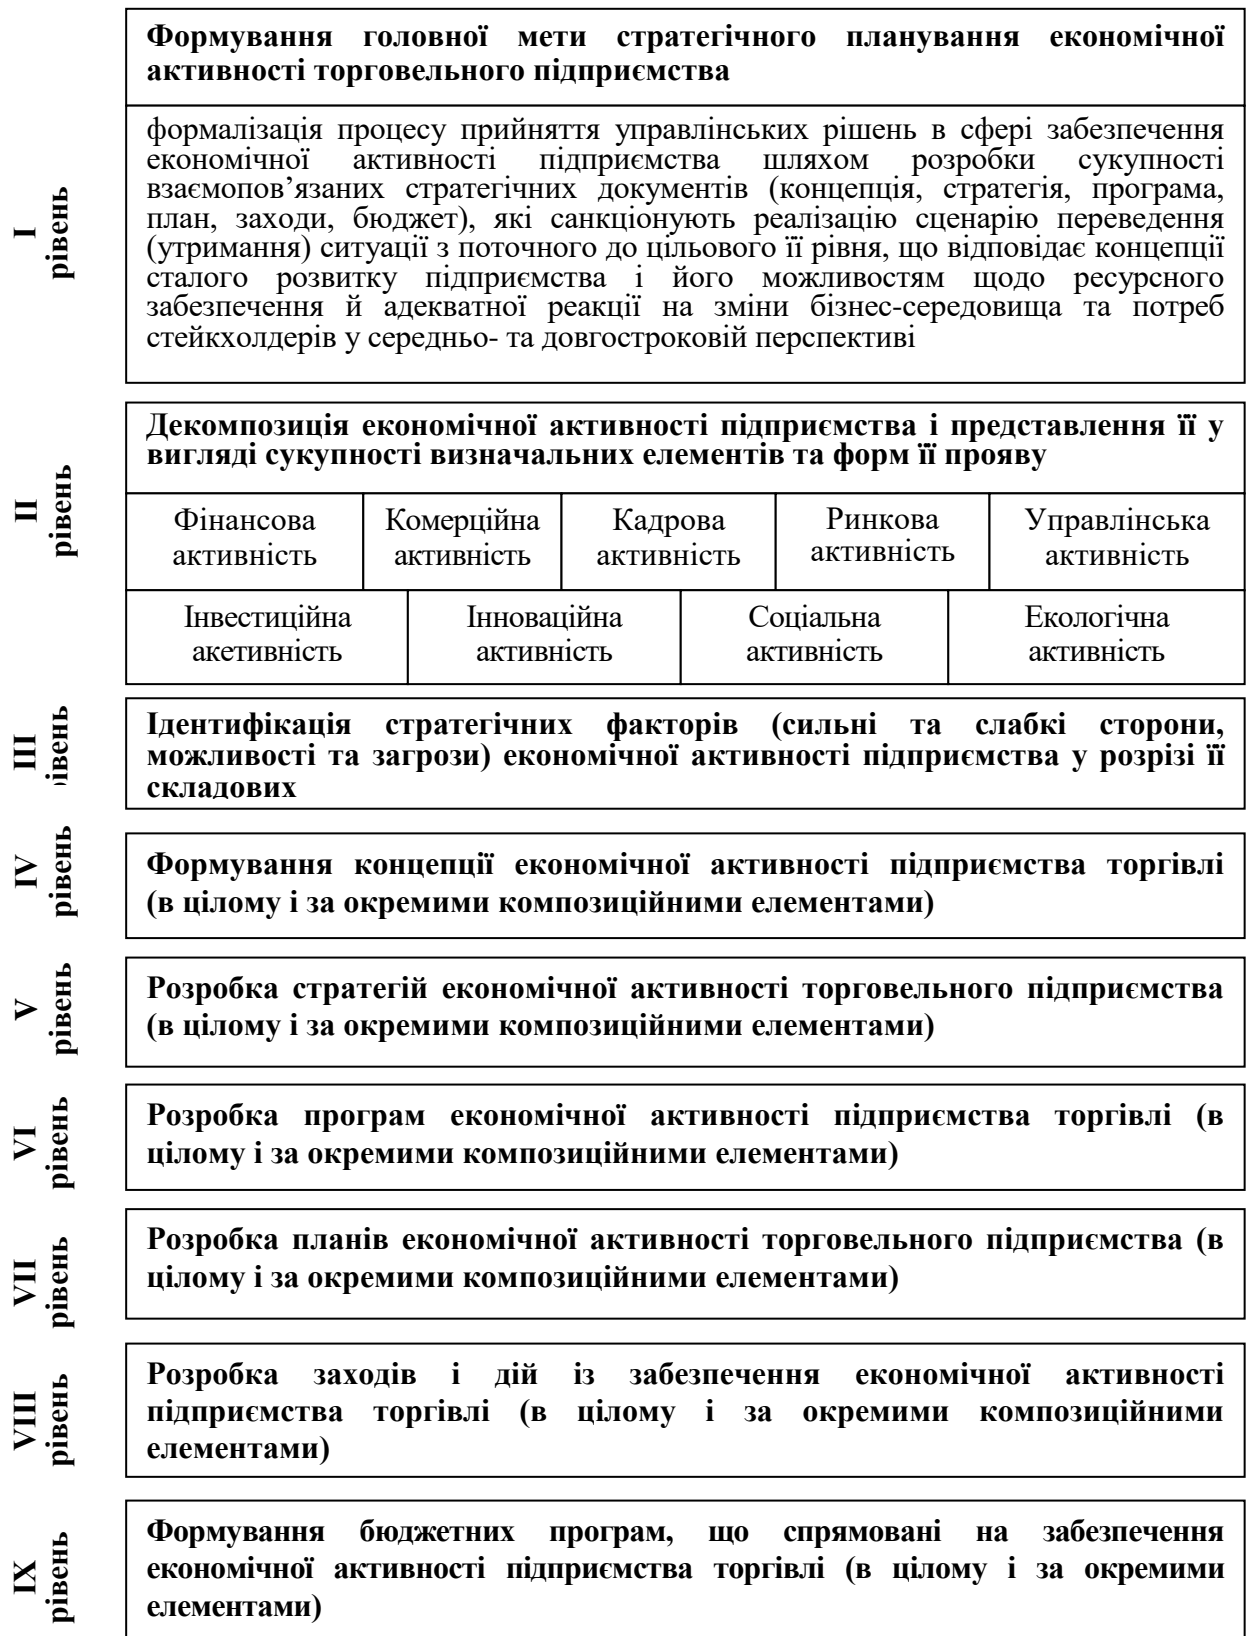 I
рівень
Формування головної мети стратегічного планування економічної
активності торговельного підприємства
формалізація процесу прийняття управлінських рішень в сфері забезпечення
економічної активності підприємства шляхом розробки сукупності
взаємопов’язаних стратегічних документів (концепція, стратегія, програма,
план, заходи, бюджет), які санкціонують реалізацію сценарію переведення
(утримання) ситуації з поточного до цільового її рівня, що відповідає концепції
сталого розвитку підприємства і його можливостям щодо ресурсного
забезпечення й адекватної реакції на зміни бізнес-середовища та потреб
стейкхолдерів у середньо- та довгостроковій перспективі
II
рівень
Декомпозиція економічної активності підприємства і представлення її у
вигляді сукупності визначальних елементів та форм її прояву
Фінансова
активність
Комерційна
активність
Кадрова
активність
Ринкова
активність
Управлінська
активність
Інвестиційна
акетивність
Інноваційна
активність
Соціальна
активність
Екологічна
активність
III
рівень
Ідентифікація стратегічних факторів (сильні та слабкі сторони,
можливості та загрози) економічної активності підприємства у розрізі її
складових
IV
рівень
Формування концепції економічної активності підприємства торгівлі
(в цілому і за окремими композиційними елементами)
V
рівень
Розробка стратегій економічної активності торговельного підприємства
(в цілому і за окремими композиційними елементами)
VI
рівень
Розробка програм економічної активності підприємства торгівлі (в
цілому і за окремими композиційними елементами)
VII
рівень
Розробка планів економічної активності торговельного підприємства (в
цілому і за окремими композиційними елементами)
VIII
рівень
Розробка заходів і дій із забезпечення економічної активності
підприємства торгівлі (в цілому і за окремими композиційними
елементами)
IX
рівень
Формування бюджетних програм, що спрямовані на забезпечення
економічної активності підприємства торгівлі (в цілому і за окремими
елементами)